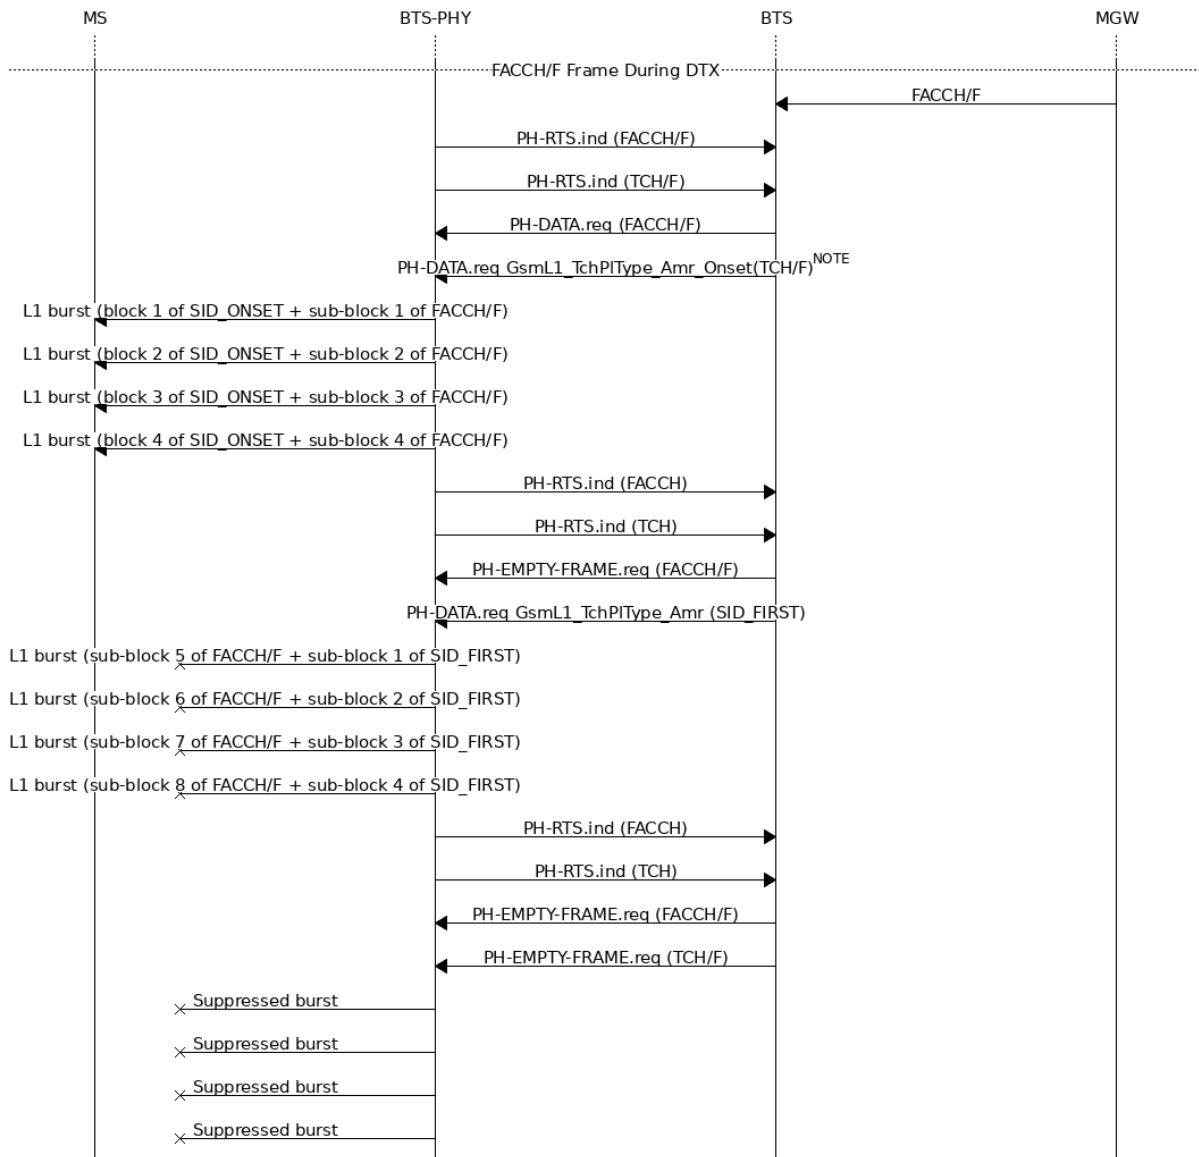 MS BTS-PHY BTS MGW
FACCH/F Frame During DTX
FACCH/F
PH-RTS.ind (FACCH/F)
PH-RTS.ind (TCH/F)
PH-DATA.req (FACCH/F)
PH-DATA.req GsmL1_TchPlType_Amr_Onset(TCH/F)NOTE
L1 burst (block 1 of SID_ONSET + sub-block 1 of FACCH/F)
L1 burst (block 2 of SID_ONSET + sub-block 2 of FACCH/F)
L1 burst (block 3 of SID_ONSET + sub-block 3 of FACCH/F)
L1 burst (block 4 of SID_ONSET + sub-block 4 of FACCH/F)
PH-RTS.ind (FACCH)
PH-RTS.ind (TCH)
PH-EMPTY-FRAME.req (FACCH/F)
PH-DATA.req GsmL1_TchPlType_Amr (SID_FIRST)
L1 burst (sub-block 5 of FACCH/F + sub-block 1 of SID_FIRST)
L1 burst (sub-block 6 of FACCH/F + sub-block 2 of SID_FIRST)
L1 burst (sub-block 7 of FACCH/F + sub-block 3 of SID_FIRST)
L1 burst (sub-block 8 of FACCH/F + sub-block 4 of SID_FIRST)
PH-RTS.ind (FACCH)
PH-RTS.ind (TCH)
PH-EMPTY-FRAME.req (FACCH/F)
PH-EMPTY-FRAME.req (TCH/F)
Suppressed burst
Suppressed burst
Suppressed burst
Suppressed burst